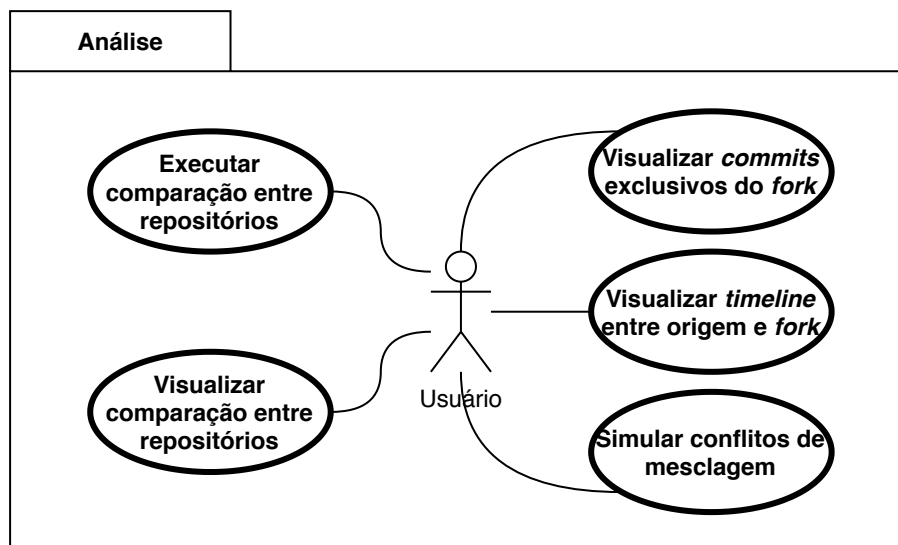 Análise
Executar
comparação entre
repositórios
Visualizar
comparação entre
repositórios
Usuário
Visualizar commits
exclusivos do fork
Visualizar timeline
entre origem e fork
Simular conflitos de
mesclagem